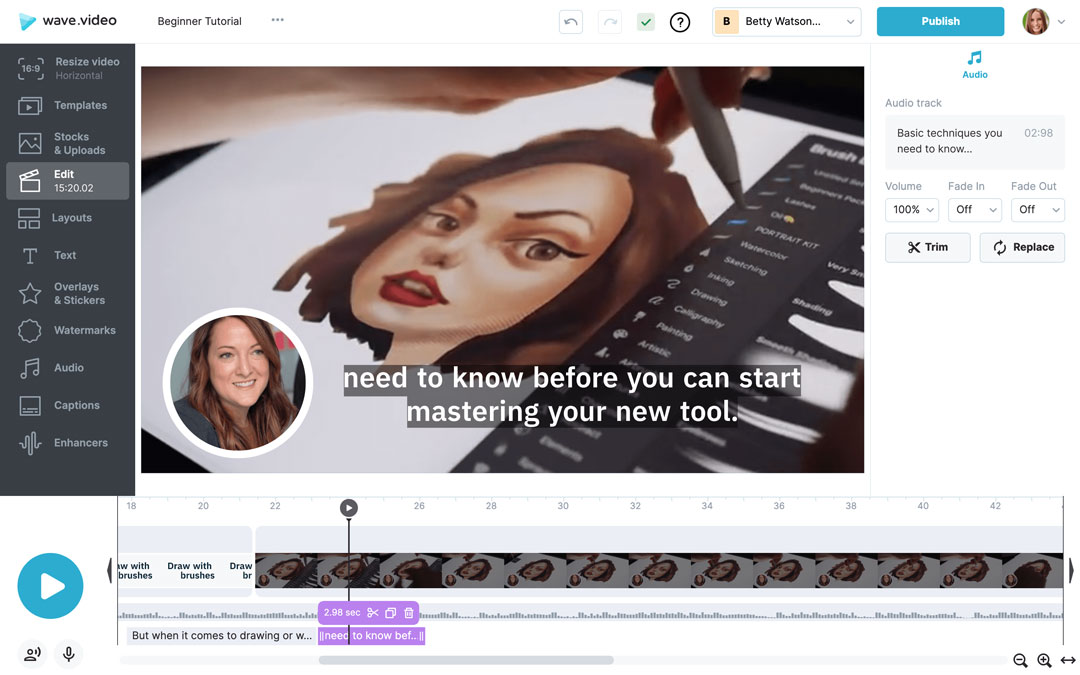 wave.video
Beginner Tutorial
B
Betty Watson...
Publish
16:9
Resize video
Horizontal
Templates
Stocks
& Uploads
Edit
15:20.02
Layouts
Text
Overlays
& Stickers
Watermarks
Audio
Captions
Enhancers
Untitled Set
Lashes
Oil
PORTRAIT KIT
Watercolor
Sketching
Inking
Drawing
Calligraphy
Painting
Artistic
Shading
Elements
need to know before you can start
mastering your new tool.
Audio
Audio track
Basic techniques you
need to know...
02:98
Volume
Fade In
Fade Out
100%
Off
Off
Trim
Replace
18
20
22
26
28
30
32
34
36
38
40
42
Draw with
brushes
Draw
br
2.98 sec
But when it comes to drawing or w...
need to know bef..